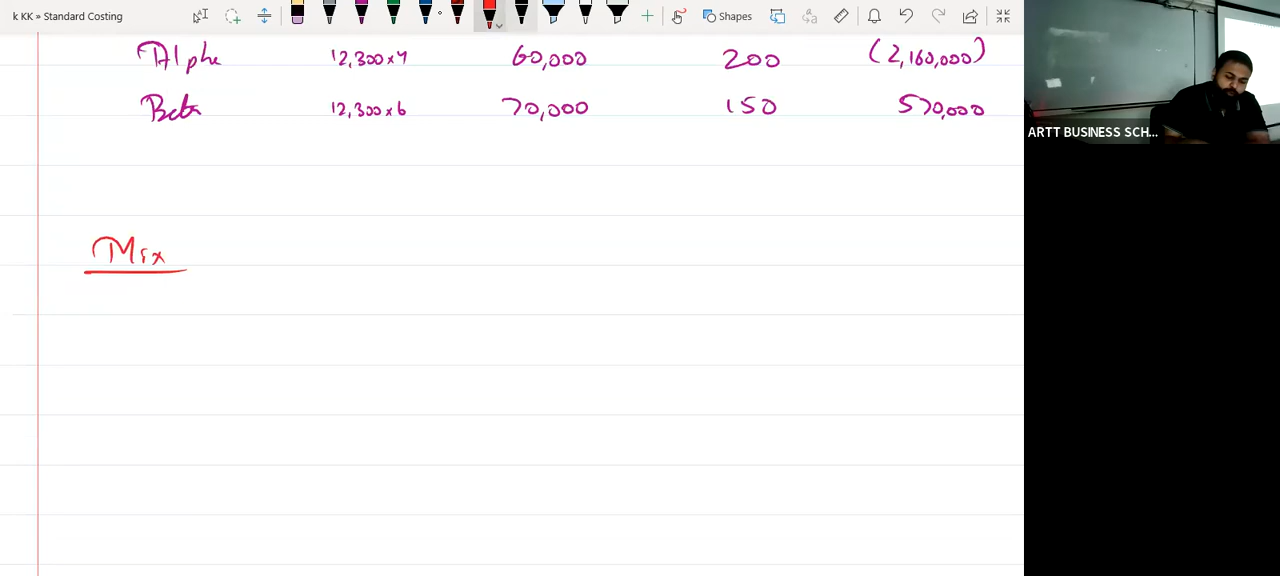 k KK » Standard Costing
Shapes
Alpha 12,300 x 4 60,000 200 (2,160,000)
Beta 12,300 x 6 70,000 150 570,000
ARTT BUSINESS SCH...
Mix